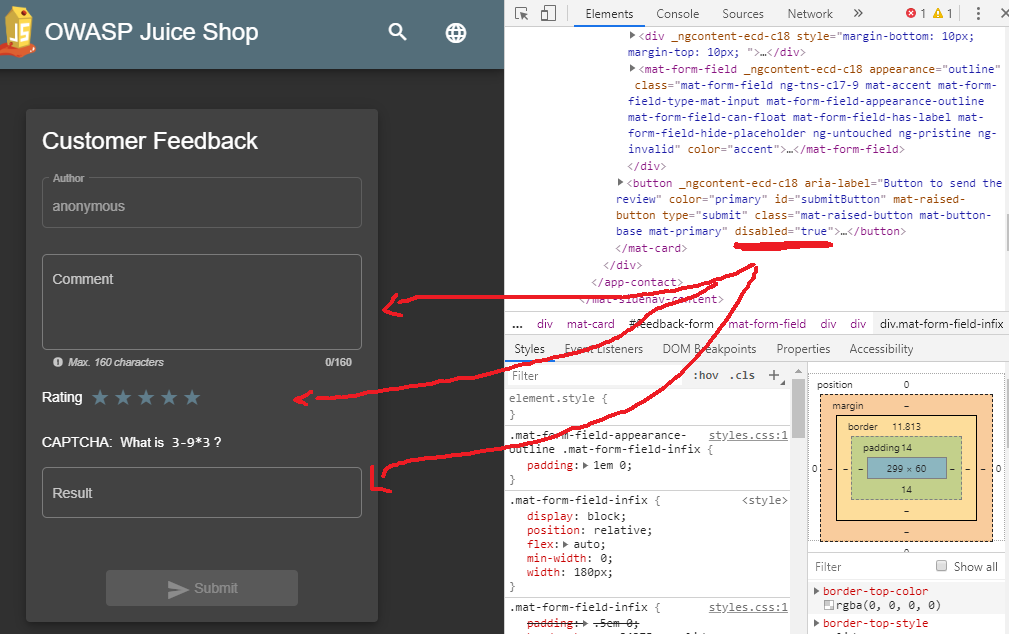 JS
OWASP Juice Shop
Customer Feedback
Author
anonymous
Comment
Max. 160 characters
0/160
Rating
CAPTCHA: What is 3-9*3 ?
Result
Submit
Elements Console Sources Network » 1 1
<div _ngcontent-ecd-c18 style="margin-bottom: 10px;
margin-top: 10px; ">…</div>
<mat-form-field _ngcontent-ecd-c18 appearance="outline"
class="mat-form-field ng-tns-c17-9 mat-accent mat-form-
field-type-mat-input mat-form-field-appearance-outline
mat-form-field-can-float mat-form-field-has-label mat-
form-field-hide-placeholder ng-untouched ng-pristine ng-
invalid" color="accent">…</mat-form-field>
</div>
<button _ngcontent-ecd-c18 aria-label="Button to send the
review" color="primary" id="submitButton" mat-raised-
button type="submit" class="mat-raised-button mat-button-
base mat-primary" disabled="true">…</button>
</mat-card>
</div>
</app-contact>
</mat-sidenav-content>
... div mat-card #feedback-form mat-form-field div div div.mat-form-field-infix
Styles Event Listeners DOM Breakpoints Properties Accessibility
Filter :hov .cls +
element.style {
}
.mat-form-field-appearance- styles.css:1
outline .mat-form-field-infix {
padding: 1em 0;
}
.mat-form-field-infix { <style>
display: block;
position: relative;
flex: auto;
min-width: 0;
width: 180px;
}
.mat-form-field-infix { styles.css:1
padding: .5em 0;
position 0
margin –
border 11.813
padding 14
0 – – – 299 × 60 – – – 0
14
–
–
Filter Show all
border-top-color
rgba(0, 0, 0, 0)
border-top-style